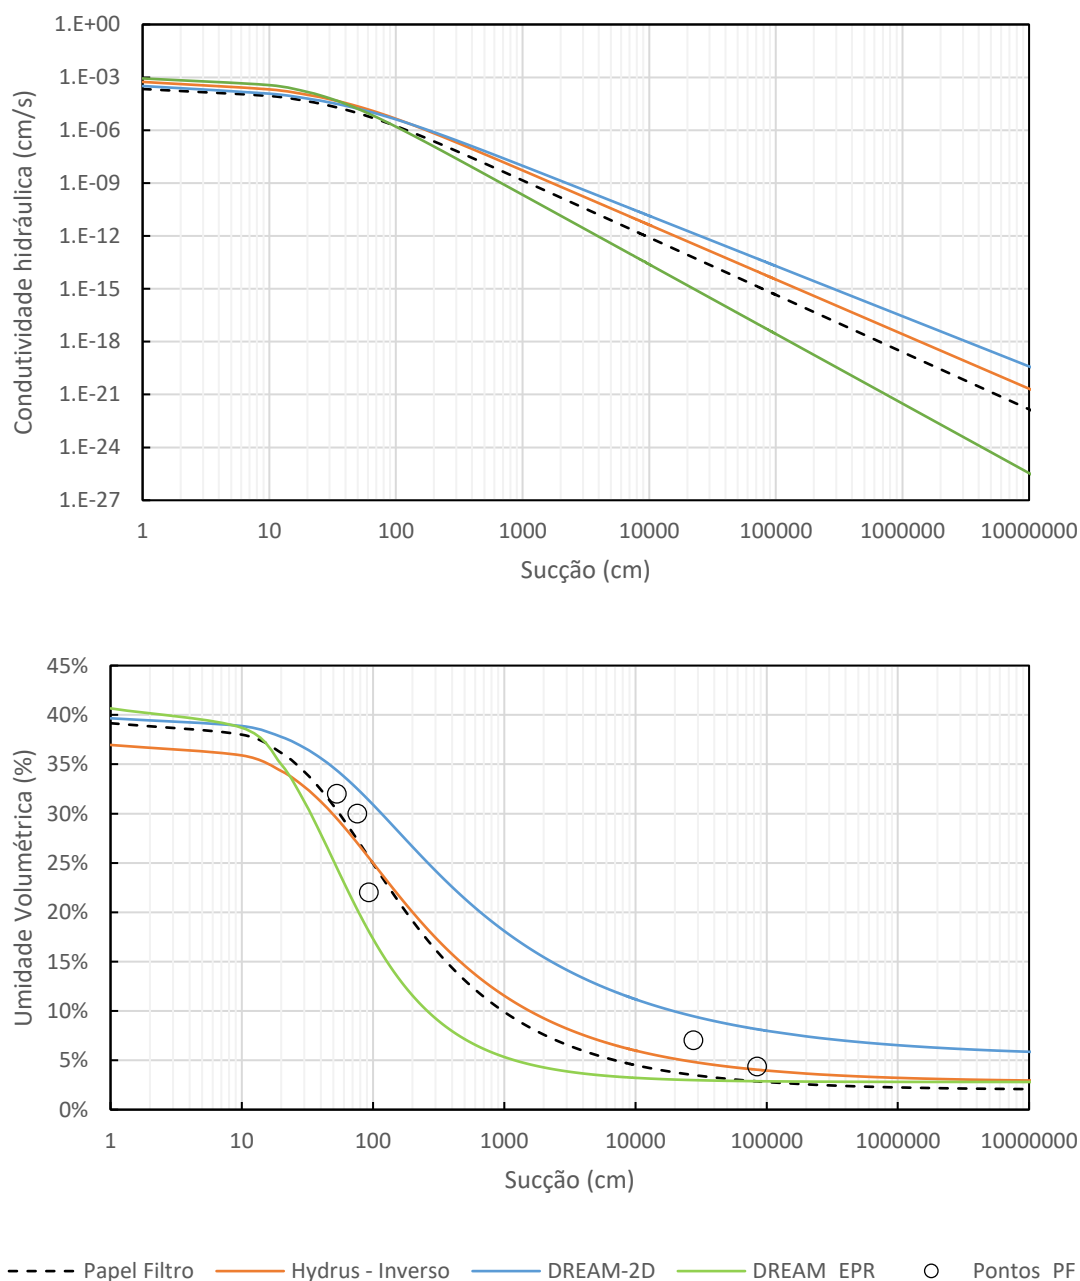 1.E+00
1.E-03
1.E-06
1.E-09
1.E-12
1.E-15
1.E-18
1.E-21
1.E-24
1.E-27
Condutividade hidráulica (cm/s)
1 10 100 1000 10000 100000 1000000 10000000
Sucção (cm)
45%
40%
35%
30%
25%
20%
15%
10%
5%
0%
Umidade Volumétrica (%)
1 10 100 1000 10000 100000 1000000 10000000
Sucção (cm)
Papel Filtro Hydrus - Inverso DREAM-2D DREAM_EPR Pontos_PF